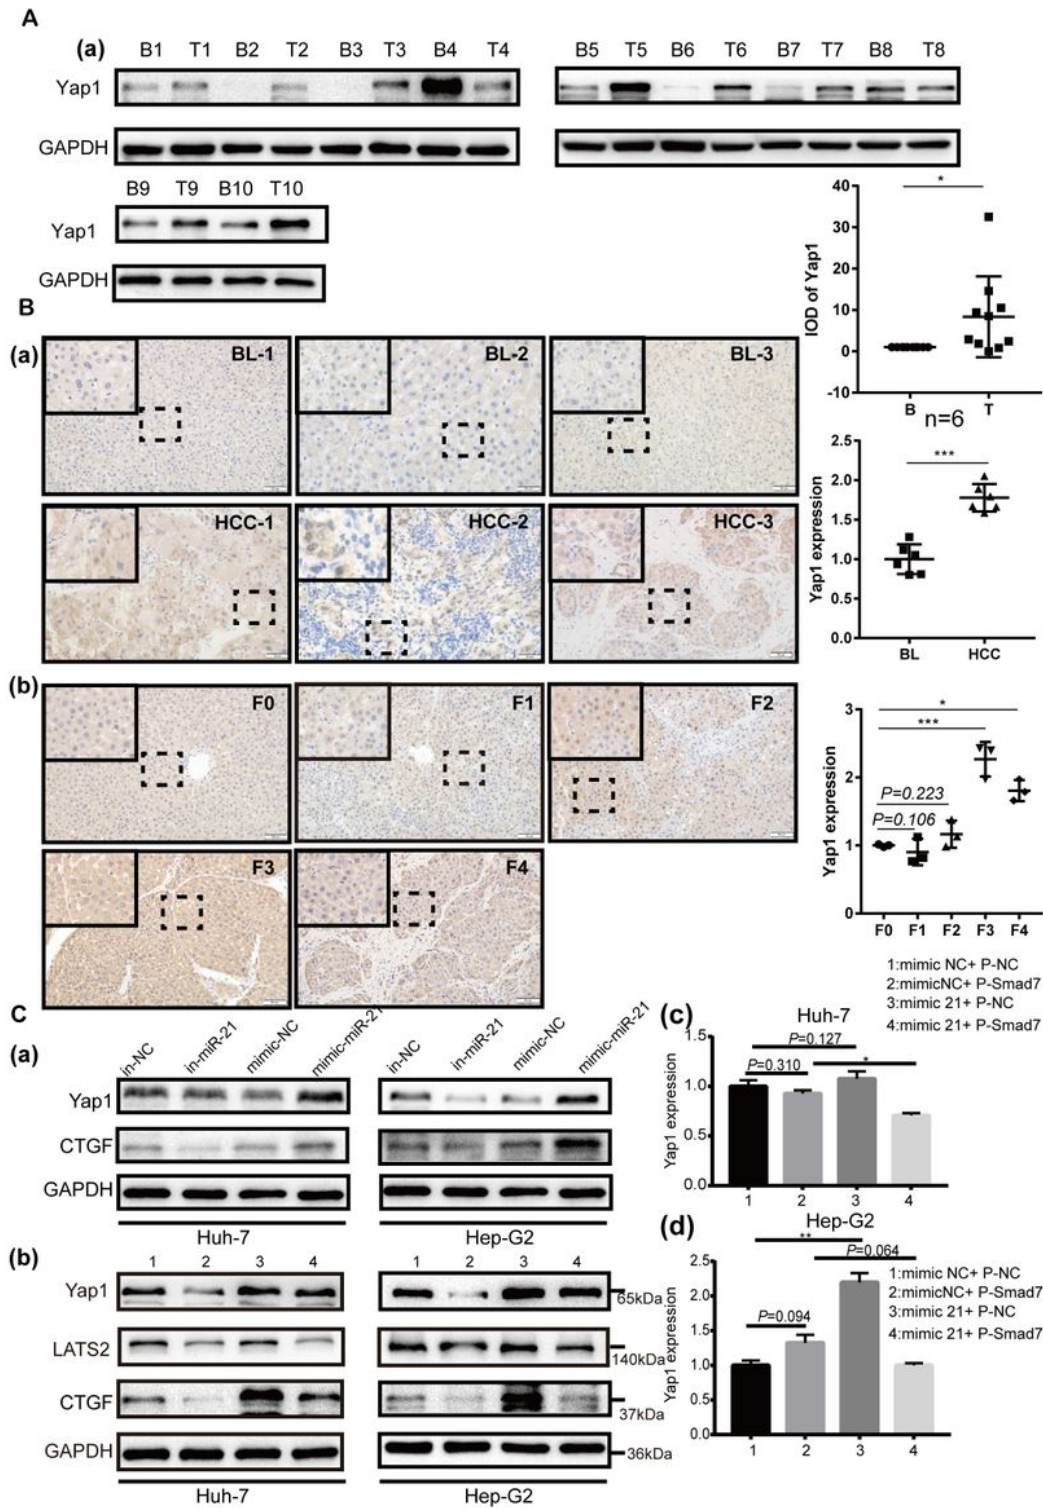 A
(a)
B1 T1 B2 T2 B3 T3 B4 T4
B5 T5 B6 T6 B7 T7 B8 T8
Yap1
GAPDH
B9 T9 B10 T10
Yap1
GAPDH
IOD of Yap1
40
30
20
10
0
-10
*
B T
B
(a)
BL-1
BL-2
BL-3
HCC-1
HCC-2
HCC-3
n=6
Yap1 expression
2.5
2.0
1.5
1.0
0.5
0.0
***
BL HCC
(b)
F0
F1
F2
F3
F4
Yap1 expression
3
2
1
0
*
***
P=0.223
P=0.106
F0 F1 F2 F3 F4
C
(a)
in-NC in-miR-21 mimic-NC mimic-miR-21
in-NC in-miR-21 mimic-NC mimic-miR-21
Yap1
CTGF
GAPDH
Huh-7
Hep-G2
(b)
1 2 3 4
1 2 3 4
Yap1
65kDa
LATS2
140kDa
CTGF
37kDa
GAPDH
36kDa
Huh-7
Hep-G2
1:mimic NC+ P-NC
2:mimicNC+ P-Smad7
3:mimic 21+ P-NC
4:mimic 21+ P-Smad7
(c)
Huh-7
Yap1 expression
1.5
1.0
0.5
0.0
P=0.127
P=0.310
*
1 2 3 4
(d)
Hep-G2
Yap1 expression
2.5
2.0
1.5
1.0
0.5
0.0
**
P=0.064
P=0.094
1:mimic NC+ P-NC
2:mimicNC+ P-Smad7
3:mimic 21+ P-NC
4:mimic 21+ P-Smad7
1 2 3 4